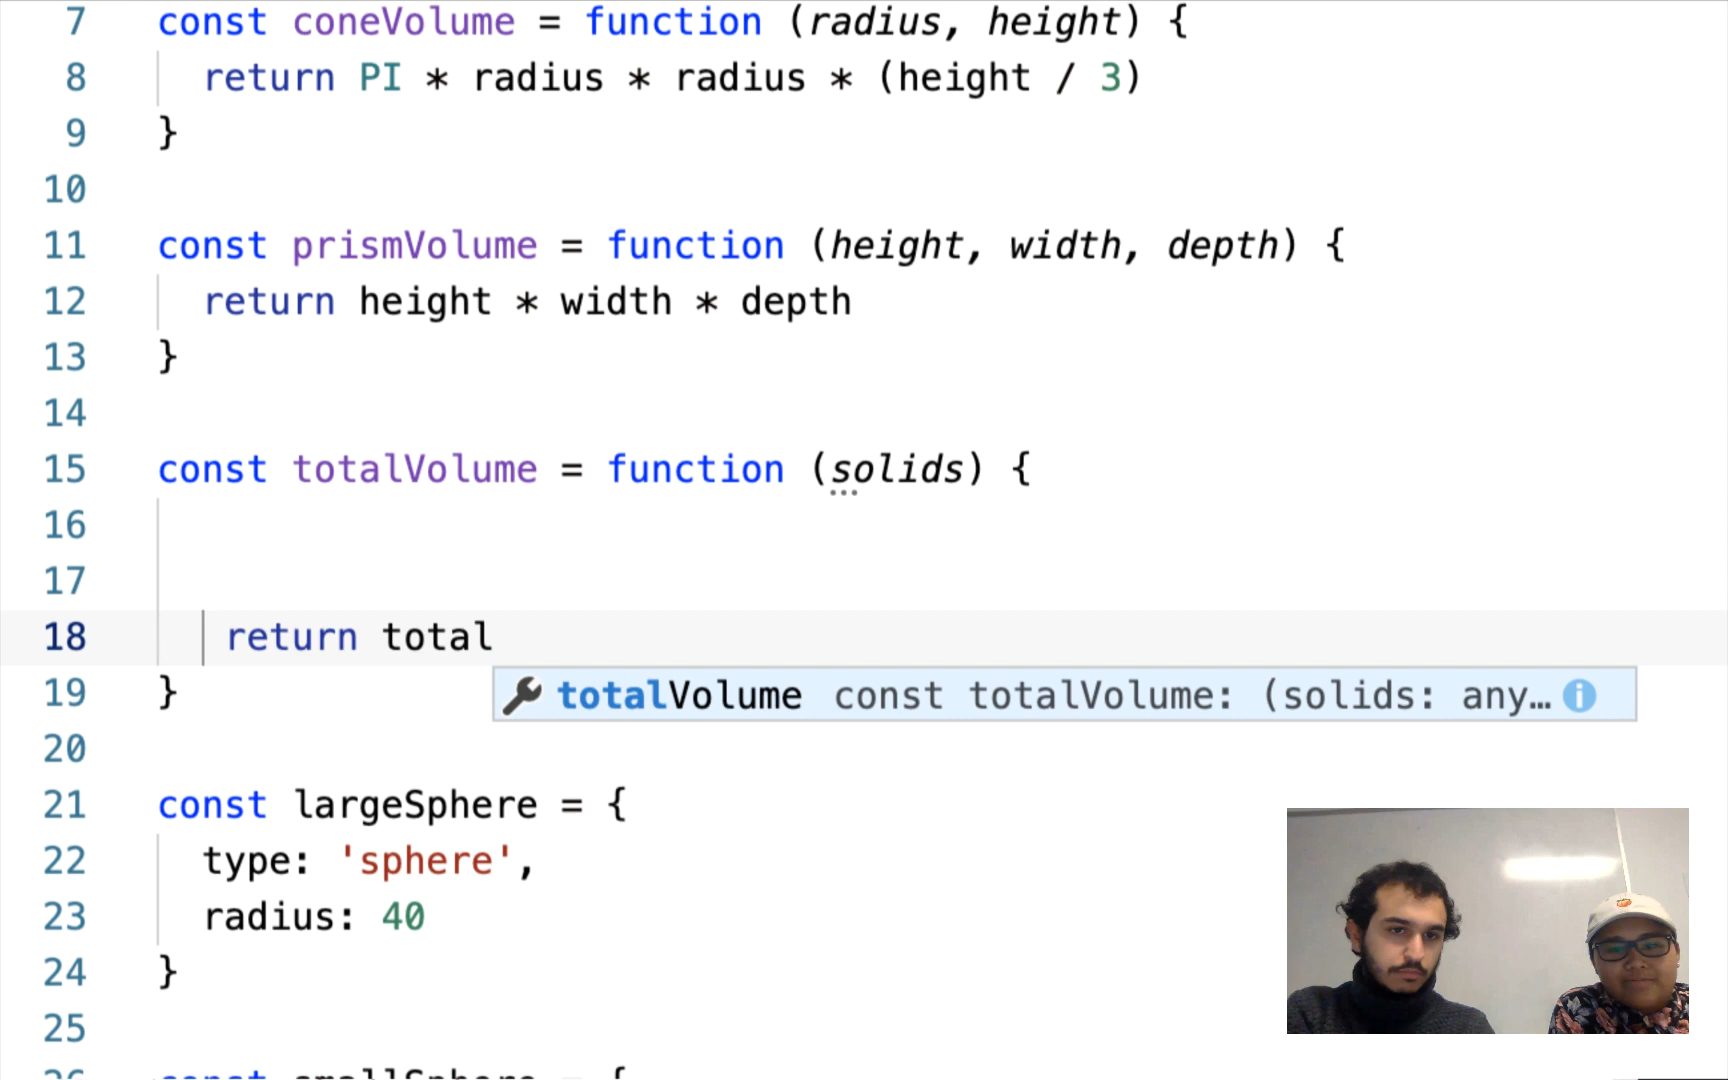 7 const coneVolume = function (radius, height) {
8 return PI * radius * radius * (height / 3)
9 }
10
11 const prismVolume = function (height, width, depth) {
12 return height * width * depth
13 }
14
15 const totalVolume = function (solids) {
16
17
18 return total
19 }
totalVolume const totalVolume: (solids: any…
20
21 const largeSphere = {
22 type: 'sphere',
23 radius: 40
24 }
25
26 const smallSphere = {